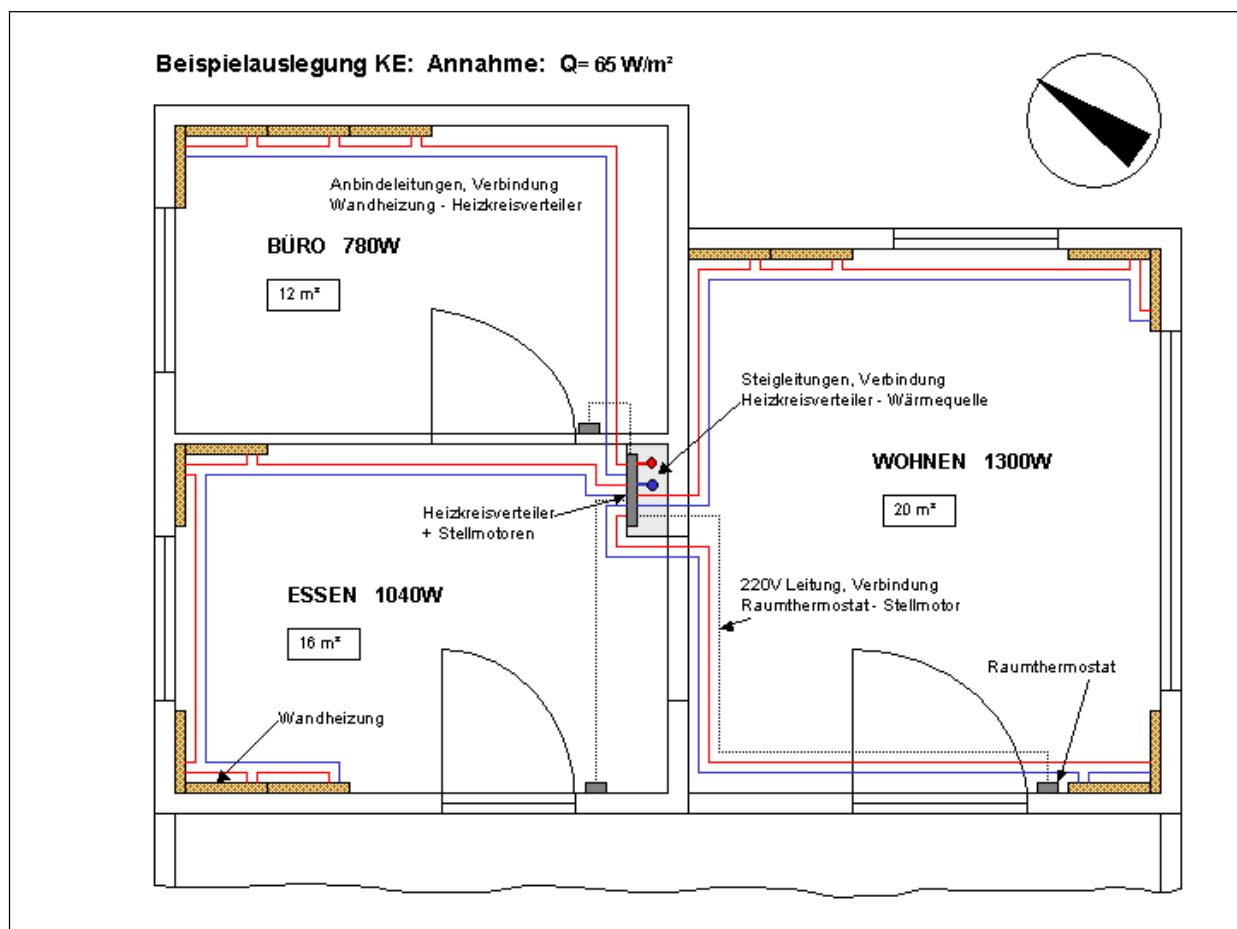 Beispielauslegung KE: Annahme: Q= 65 W/m²
Anbindeleitungen, Verbindung
Wandheizung - Heizkreisverteiler
BÜRO 780W
12 m²
Steigleitungen, Verbindung
Heizkreisverteiler - Wärmequelle
WOHNEN 1300W
20 m²
Heizkreisverteiler
+ Stellmotoren
ESSEN 1040W
16 m²
220V Leitung, Verbindung
Raumthermostat- Stellmotor
Raumthermostat
Wandheizung